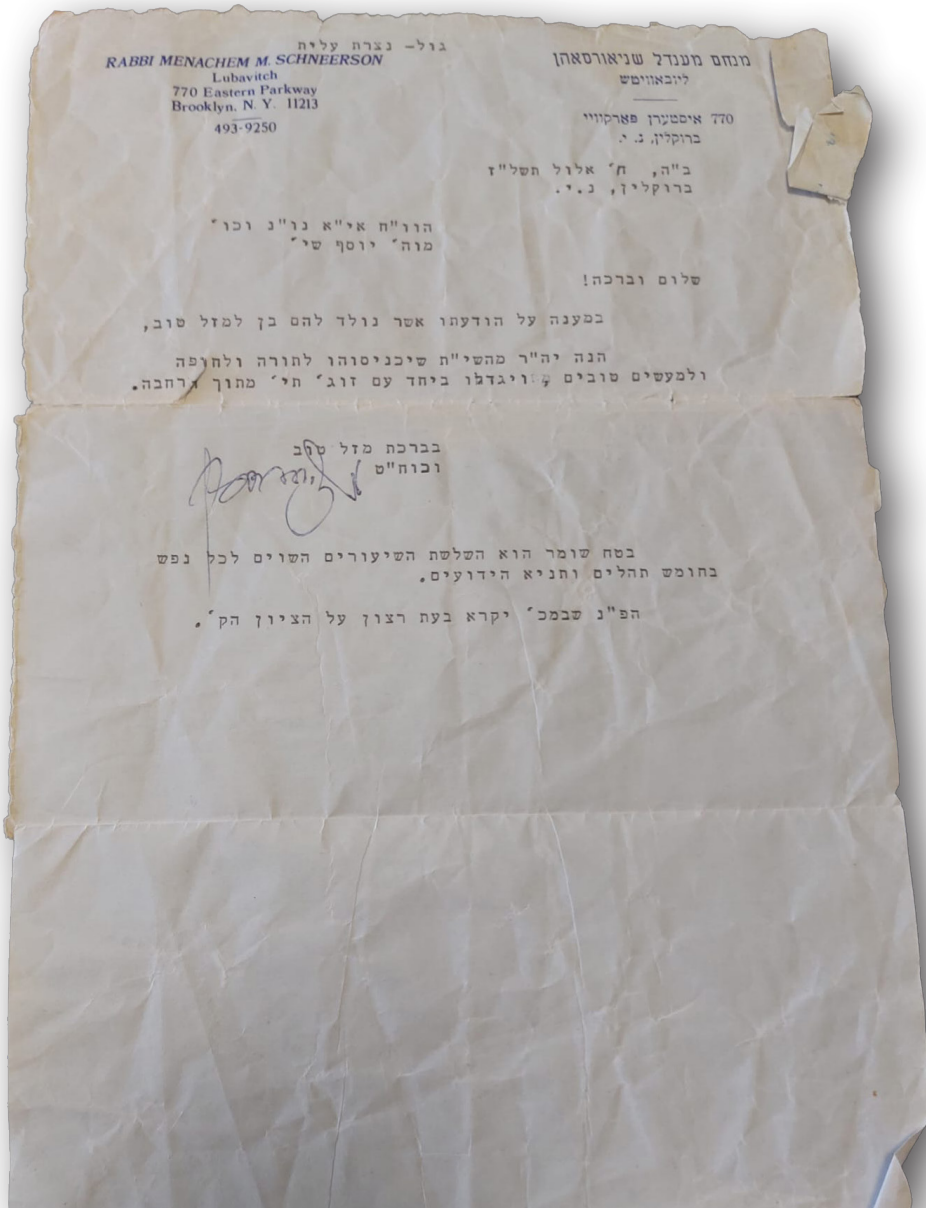 גול- נצרת עלית
RABBI MENACHEM M. SCHNEERSON
Lubavitch
770 Eastern Parkway
Brooklyn, N. Y. 11213
493-9250
מנחם מענדל שניאורסאהן
ליובאוויטש
770 איסטערן פארקוויי
ברוקלין, נ. י.
ב"ה, ח' אלול תשל"ז
ברוקלין, נ.י.
הוו"ח אי"א נו"נ וכו'
מוה' יוסף שי'
שלום וברכה!
במענה על הודעתו אשר נולד להם בן למזל טוב,
הנה יה"ר מהשי"ת שיכניסוהו לתורה ולחופה
ולמעשים טובים ויגדלו ביחד עם זוג' תי' מתוך הרחבה.
בברכת מזל טוב
וכוח"ט
בטח שומר הוא השלשת השיעורים השוים לכל נפש
בחומש תהלים ותניא הידועים.
הפ"נ שבמכ' יקרא בעת רצון על הציון הק'.